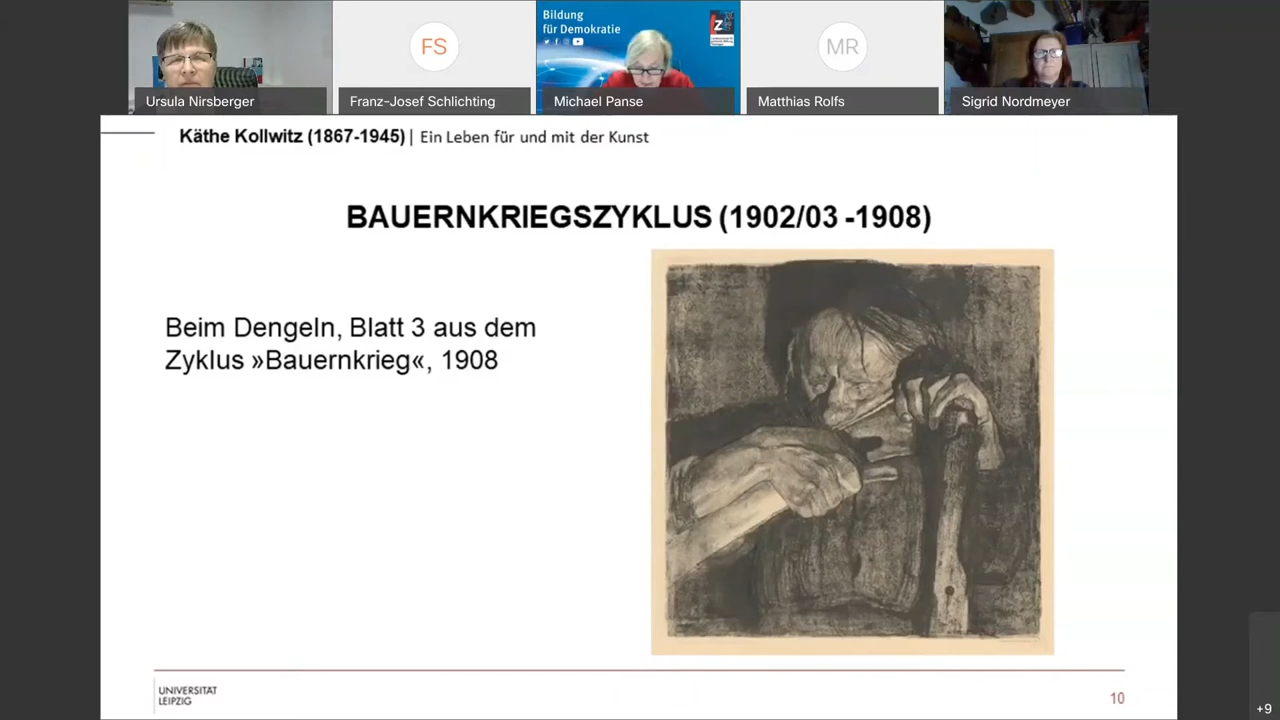 Bildung
für Demokratie
Z
Ursula Nirsberger
FS
Franz-Josef Schlichting
Michael Panse
MR
Matthias Rolfs
Sigrid Nordmeyer
Käthe Kollwitz (1867-1945) | Ein Leben für und mit der Kunst
BAUERNKRIEGSZYKLUS (1902/03 -1908)
Beim Dengeln, Blatt 3 aus dem
Zyklus »Bauernkrieg«, 1908
UNIVERSITÄT
LEIPZIG
10
+9